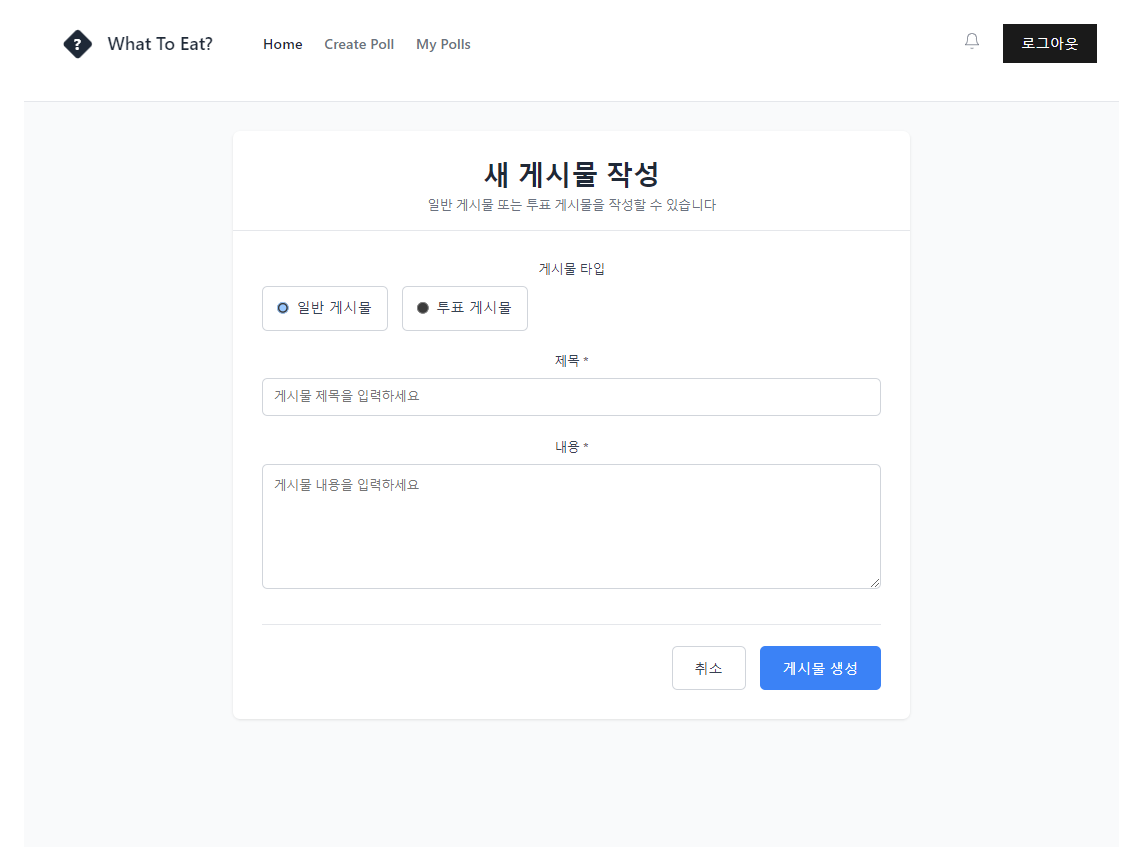 ? What To Eat? Home Create Poll My Polls 로그아웃
새 게시물 작성
일반 게시물 또는 투표 게시물을 작성할 수 있습니다
게시물 타입
일반 게시물 투표 게시물
제목 *
게시물 제목을 입력하세요
내용 *
게시물 내용을 입력하세요
취소 게시물 생성